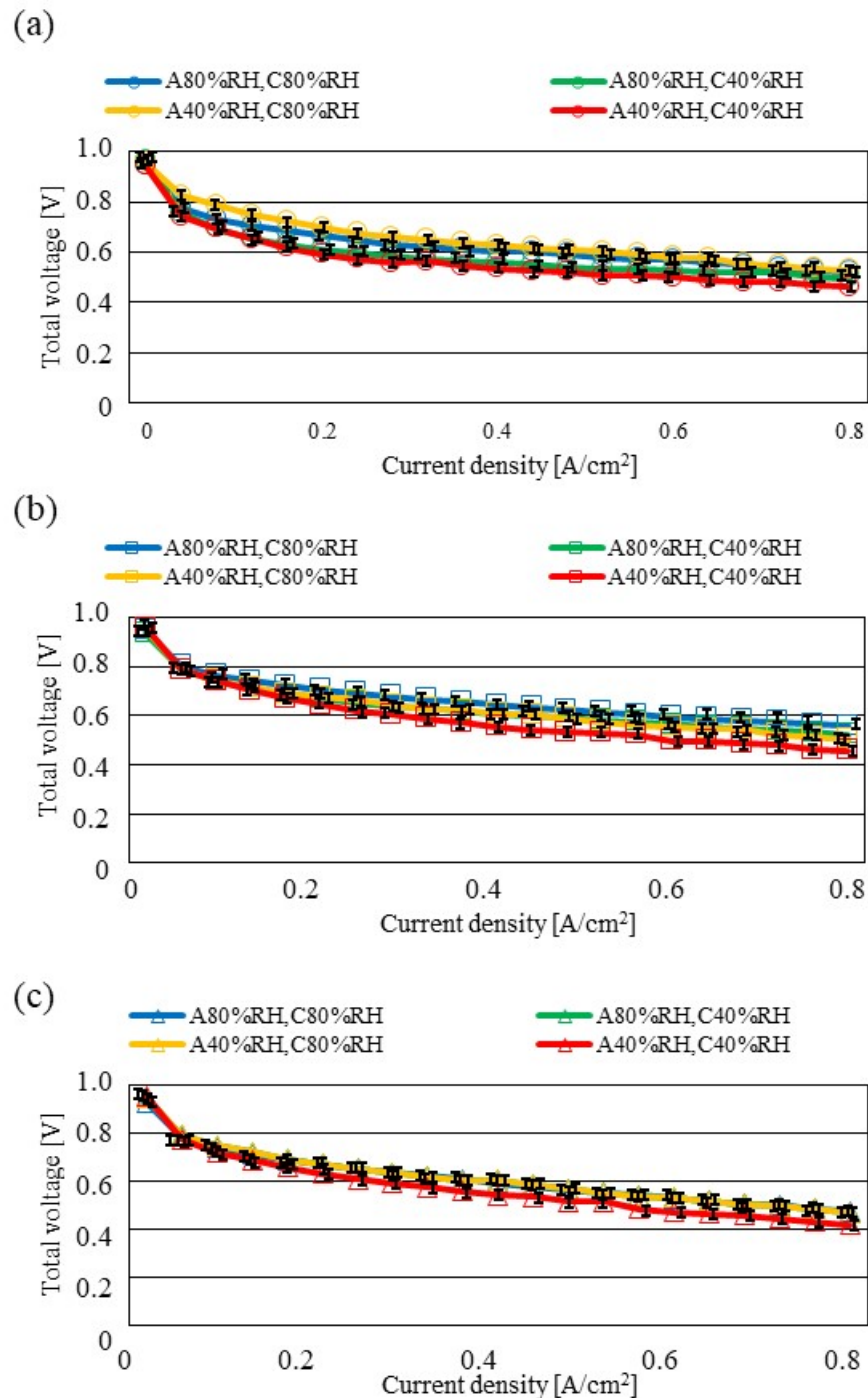 (a)
A80%RH,C80%RH A80%RH,C40%RH
A40%RH,C80%RH A40%RH,C40%RH
1.0
0.8
0.6
0.4
0.2
0
Total voltage [V]
0 0.2 0.4 0.6 0.8
Current density [A/cm²]
(b)
A80%RH,C80%RH A80%RH,C40%RH
A40%RH,C80%RH A40%RH,C40%RH
1.0
0.8
0.6
0.4
0.2
0
Total voltage [V]
0 0.2 0.4 0.6 0.8
Current density [A/cm²]
(c)
A80%RH,C80%RH A80%RH,C40%RH
A40%RH,C80%RH A40%RH,C40%RH
1.0
0.8
0.6
0.4
0.2
0
Total voltage [V]
0 0.2 0.4 0.6 0.8
Current density [A/cm²]